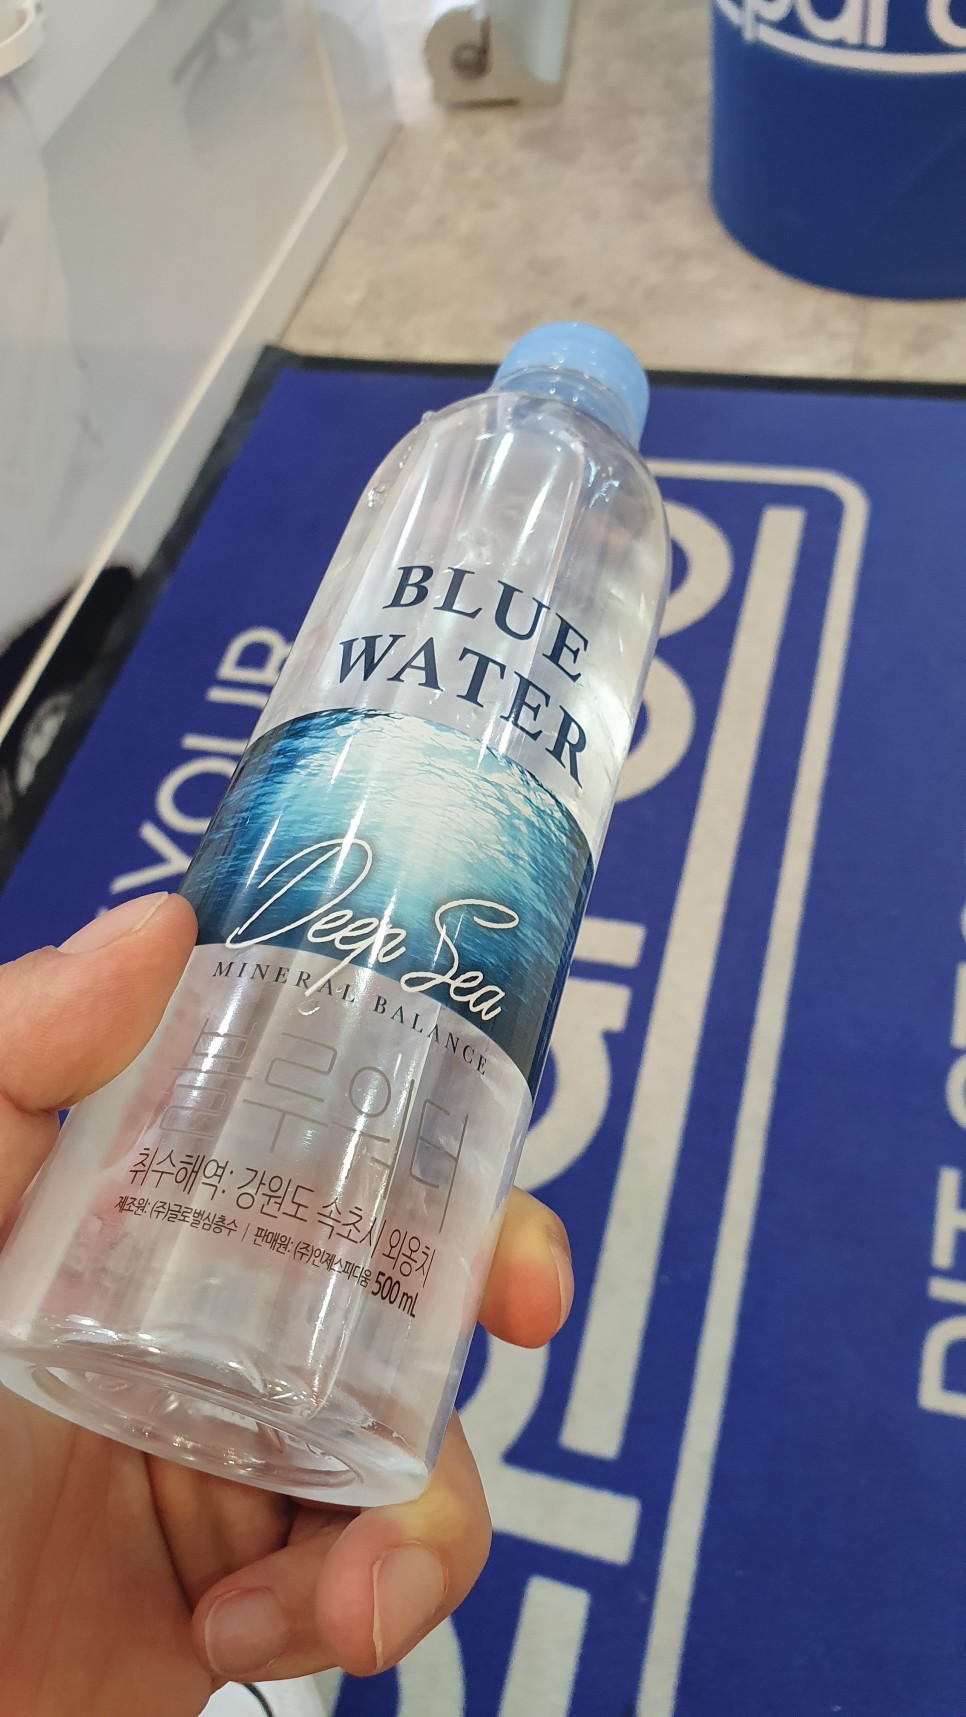 BLUE
WATER
Deep Sea
MINERAL BALANCE
블루워터
취수해역: 강원도 속초시 외옹치
제조원: (주)글로벌심층수 | 판매원: (주)인제스피디움 500 mL
YOUR